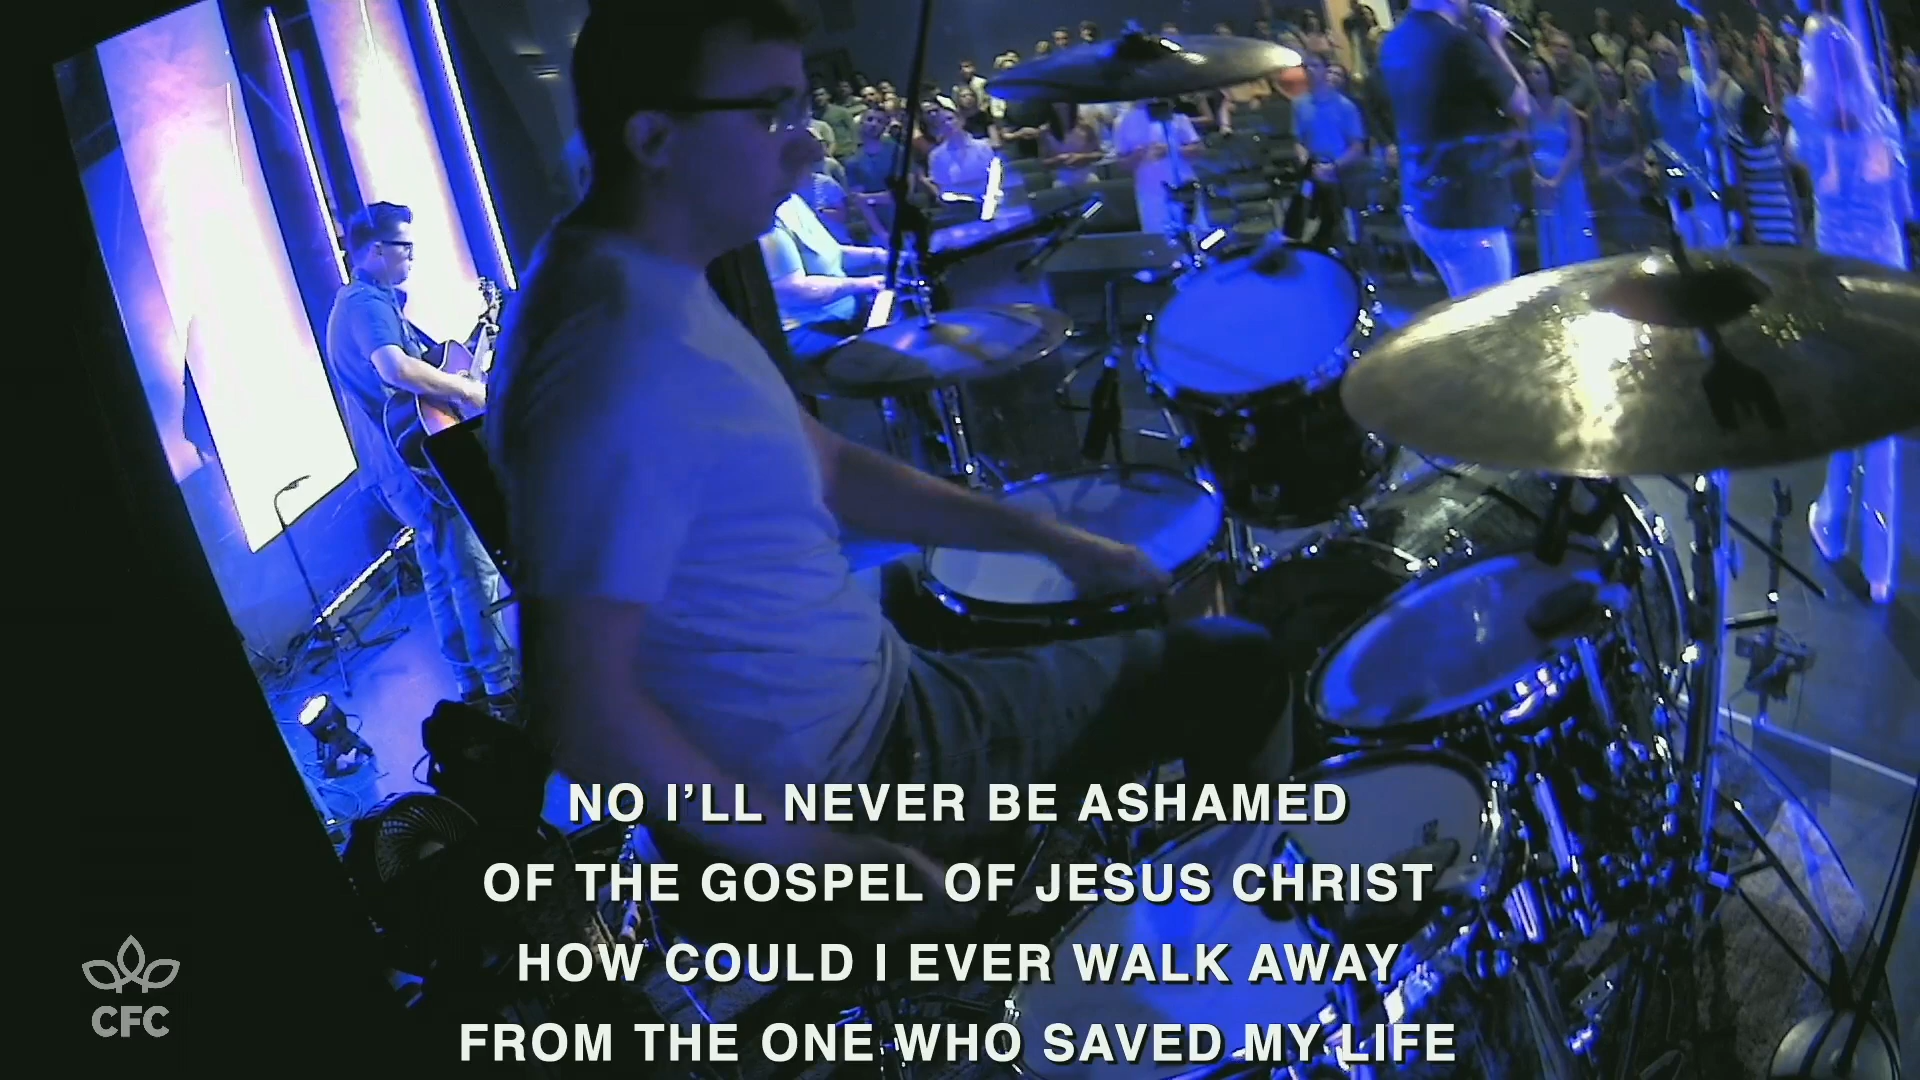 NO I'LL NEVER BE ASHAMED
OF THE GOSPEL OF JESUS CHRIST
HOW COULD I EVER WALK AWAY
FROM THE ONE WHO SAVED MY LIFE
CFC